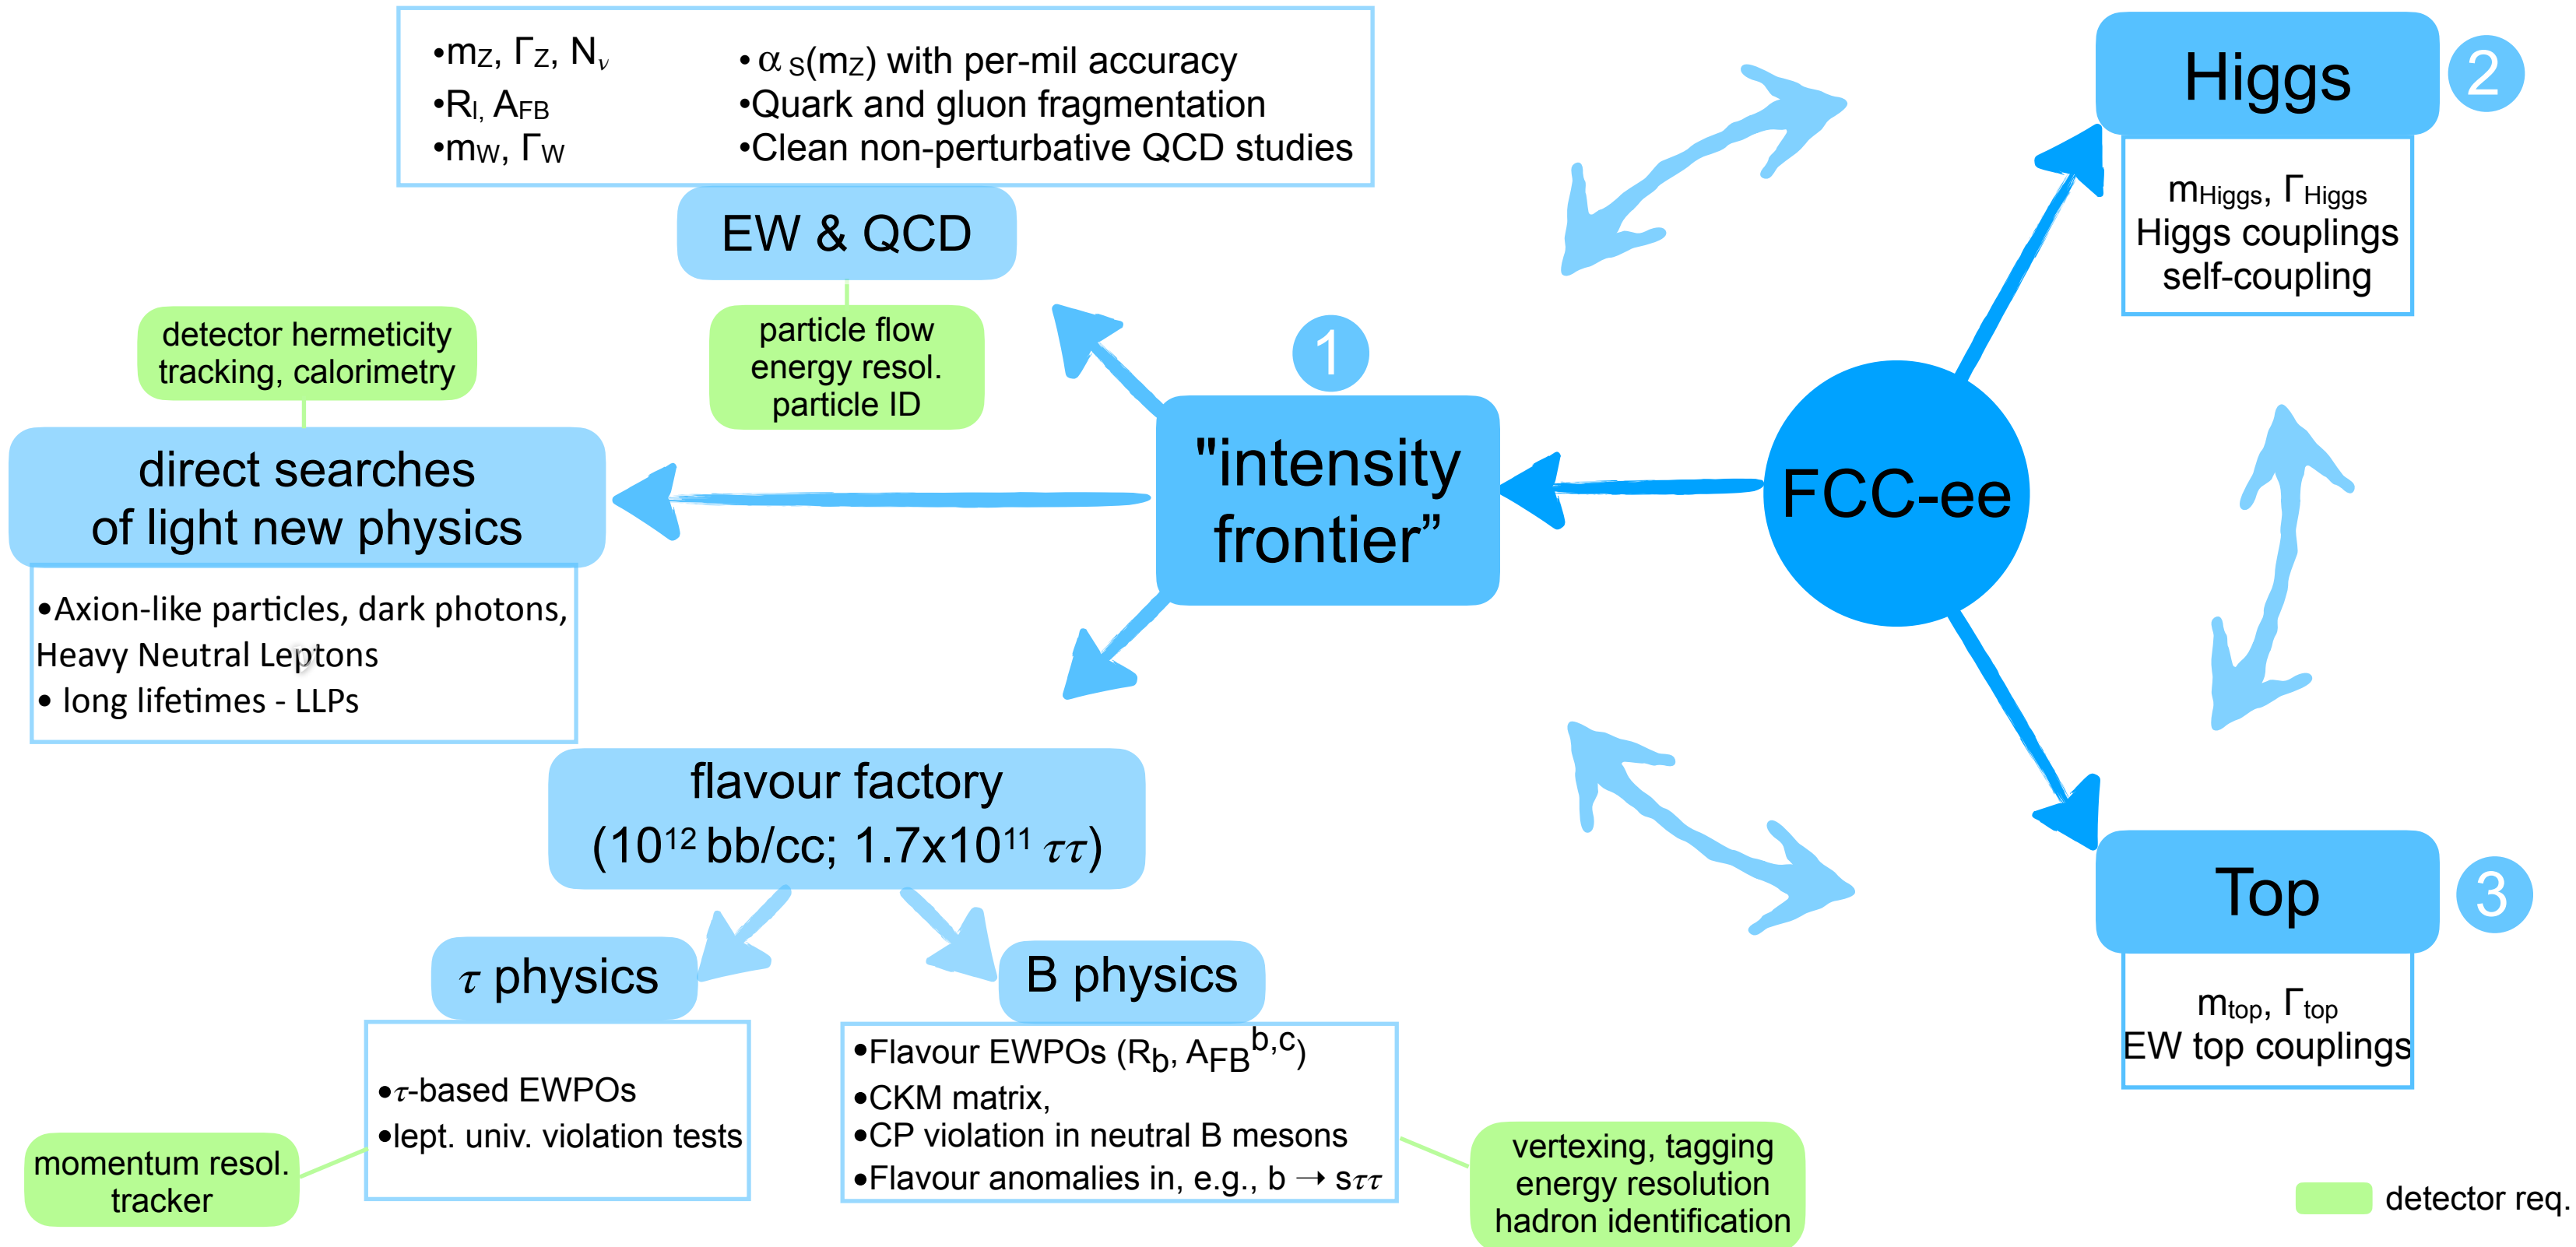 •mZ, ΓZ, Nν
•Rl, AFB
•mW, ΓW
•αS(mZ) with per-mil accuracy
•Quark and gluon fragmentation
•Clean non-perturbative QCD studies
EW & QCD
particle flow
energy resol.
particle ID
detector hermeticity
tracking, calorimetry
direct searches
of light new physics
•Axion-like particles, dark photons,
Heavy Neutral Leptons
• long lifetimes - LLPs
1
"intensity
frontier”
FCC-ee
Higgs
2
mHiggs, ΓHiggs
Higgs couplings
self-coupling
Top
3
mtop, Γtop
EW top couplings
flavour factory
(10¹² bb/cc; 1.7x10¹¹ ττ)
τ physics
•τ-based EWPOs
•lept. univ. violation tests
momentum resol.
tracker
B physics
•Flavour EWPOs (Rb, AFBb,c)
•CKM matrix,
•CP violation in neutral B mesons
•Flavour anomalies in, e.g., b → sττ
vertexing, tagging
energy resolution
hadron identification
detector req.